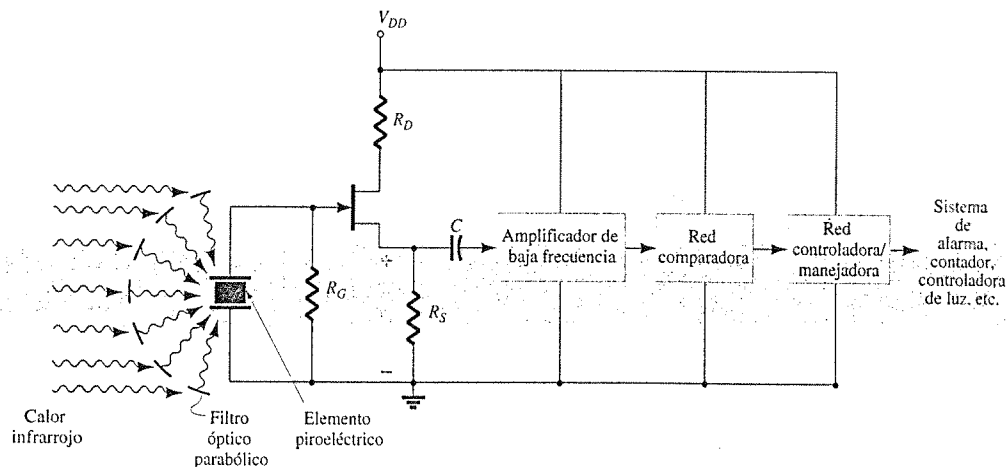 V_DD
R_D
C
Amplificador de
baja frecuencia
Red
comparadora
Red
controladora/
manejadora
Sistema
de
alarma,
contador,
controladora
de luz, etc.
+
R_G
R_S
−
Calor
infrarrojo
Filtro
óptico
parabólico
Elemento
piroeléctrico